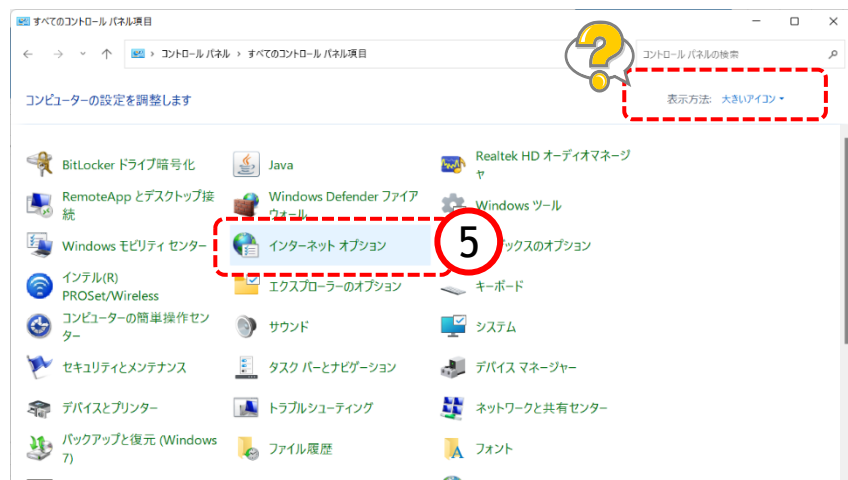 すべてのコントロール パネル項目
コントロール パネル › すべてのコントロール パネル項目
コントロール パネルの検索
コンピューターの設定を調整します
表示方法: 大きいアイコン
BitLocker ドライブ暗号化
Java
Realtek HD オーディオマネージ
ャ
RemoteApp とデスクトップ接
続
Windows Defender ファイア
ウォール
Windows ツール
Windows モビリティ センター
インターネット オプション
5
ックスのオプション
インテル(R)
PROSet/Wireless
エクスプローラーのオプション
キーボード
コンピューターの簡単操作セン
ター
サウンド
システム
セキュリティとメンテナンス
タスク バーとナビゲーション
デバイス マネージャー
デバイスとプリンター
トラブルシューティング
ネットワークと共有センター
バックアップと復元 (Windows
7)
ファイル履歴
フォント